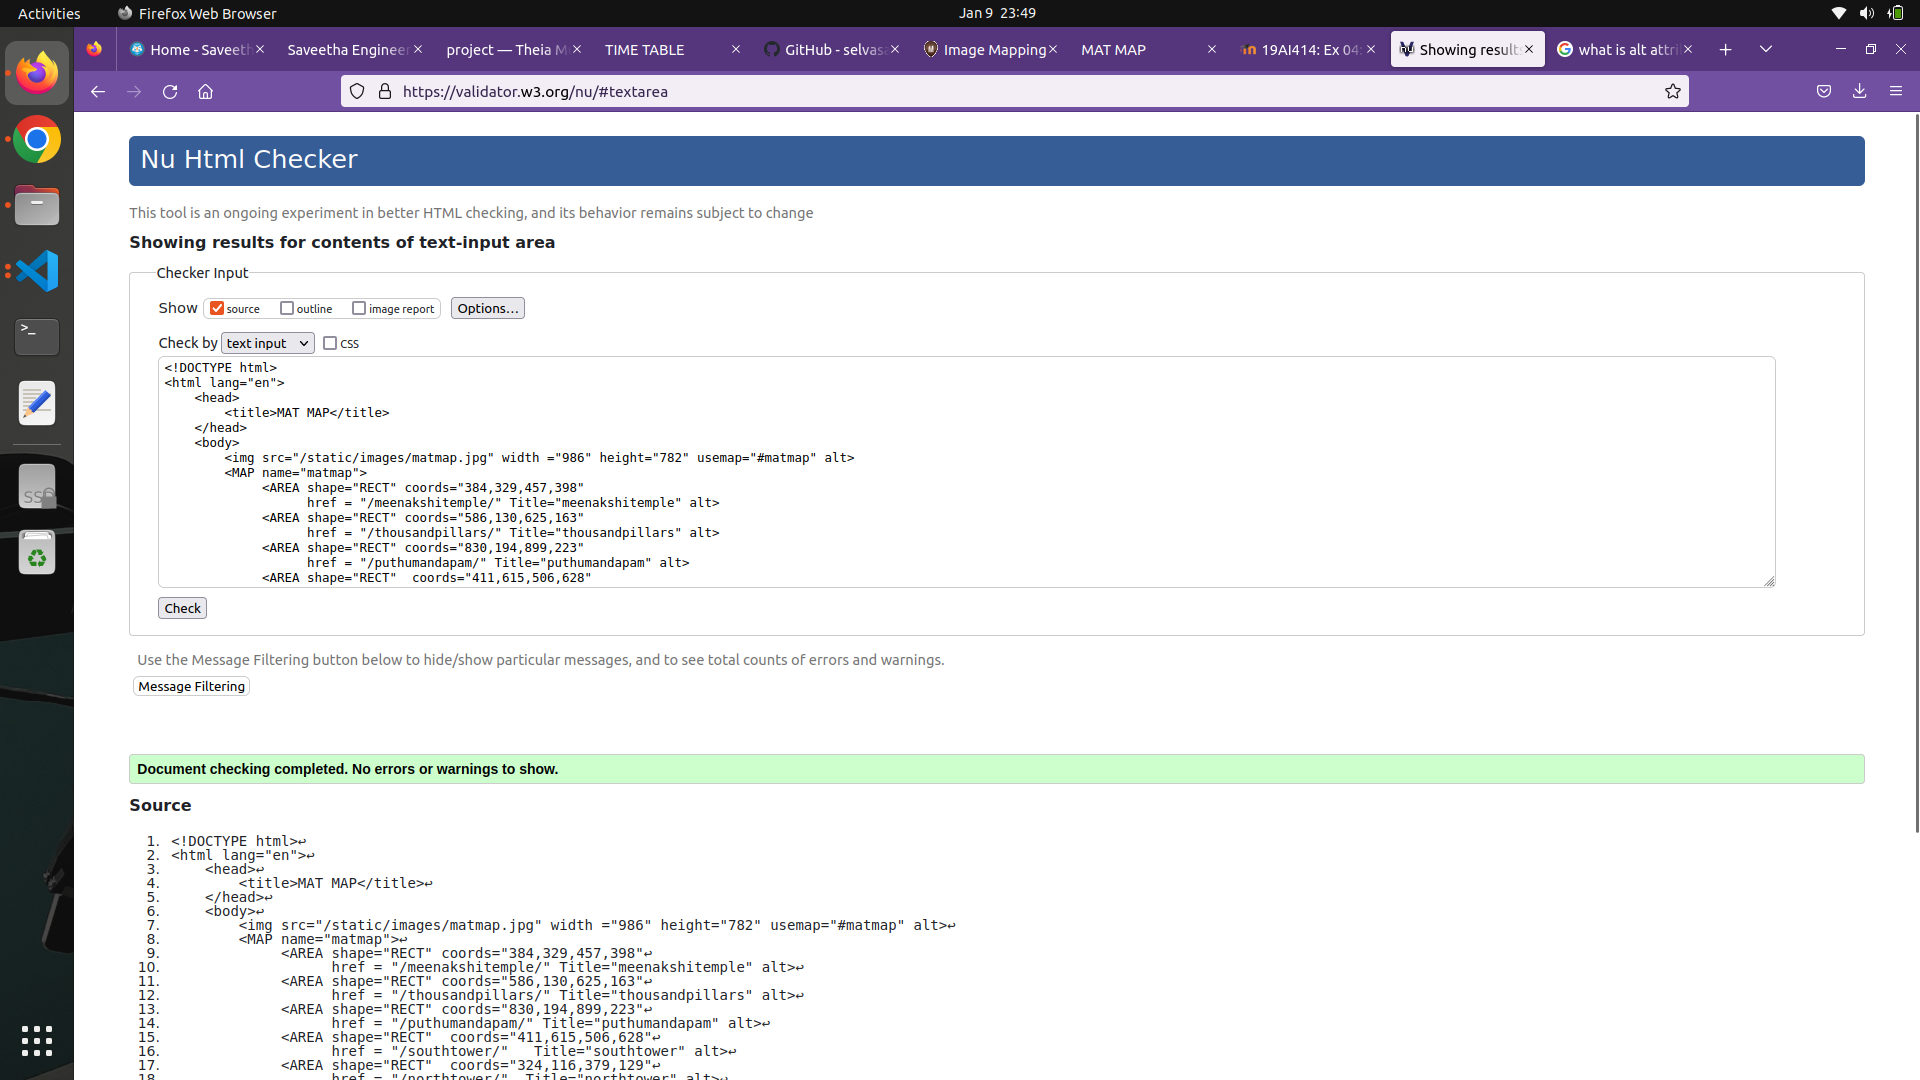 Activities
Firefox Web Browser
Jan 9 23:49
Home - Saveeth
Saveetha Engineer
project — Theia M
TIME TABLE
GitHub - selvasa
Image Mapping
MAT MAP
19AI414: Ex 04:
Showing results
what is alt attri
https://validator.w3.org/nu/#textarea
Nu Html Checker
This tool is an ongoing experiment in better HTML checking, and its behavior remains subject to change
Showing results for contents of text-input area
Checker Input
Show source outline image report Options...
Check by text input css
<!DOCTYPE html>
<html lang="en">
<head>
<title>MAT MAP</title>
</head>
<body>
<img src="/static/images/matmap.jpg" width ="986" height="782" usemap="#matmap" alt>
<MAP name="matmap">
<AREA shape="RECT" coords="384,329,457,398"
href = "/meenakshitemple/" Title="meenakshitemple" alt>
<AREA shape="RECT" coords="586,130,625,163"
href = "/thousandpillars/" Title="thousandpillars" alt>
<AREA shape="RECT" coords="830,194,899,223"
href = "/puthumandapam/" Title="puthumandapam" alt>
<AREA shape="RECT"  coords="411,615,506,628"
Check
Use the Message Filtering button below to hide/show particular messages, and to see total counts of errors and warnings.
Message Filtering
Document checking completed. No errors or warnings to show.
Source
1. <!DOCTYPE html>↩
2. <html lang="en">↩
3. <head>↩
4. <title>MAT MAP</title>↩
5. </head>↩
6. <body>↩
7. <img src="/static/images/matmap.jpg" width ="986" height="782" usemap="#matmap" alt>↩
8. <MAP name="matmap">↩
9. <AREA shape="RECT" coords="384,329,457,398"↩
10. href = "/meenakshitemple/" Title="meenakshitemple" alt>↩
11. <AREA shape="RECT" coords="586,130,625,163"↩
12. href = "/thousandpillars/" Title="thousandpillars" alt>↩
13. <AREA shape="RECT" coords="830,194,899,223"↩
14. href = "/puthumandapam/" Title="puthumandapam" alt>↩
15. <AREA shape="RECT"  coords="411,615,506,628"↩
16. href = "/southtower/"   Title="southtower" alt>↩
17. <AREA shape="RECT"  coords="324,116,379,129"↩
18. href = "/northtower/"  Title="northtower" alt>↩